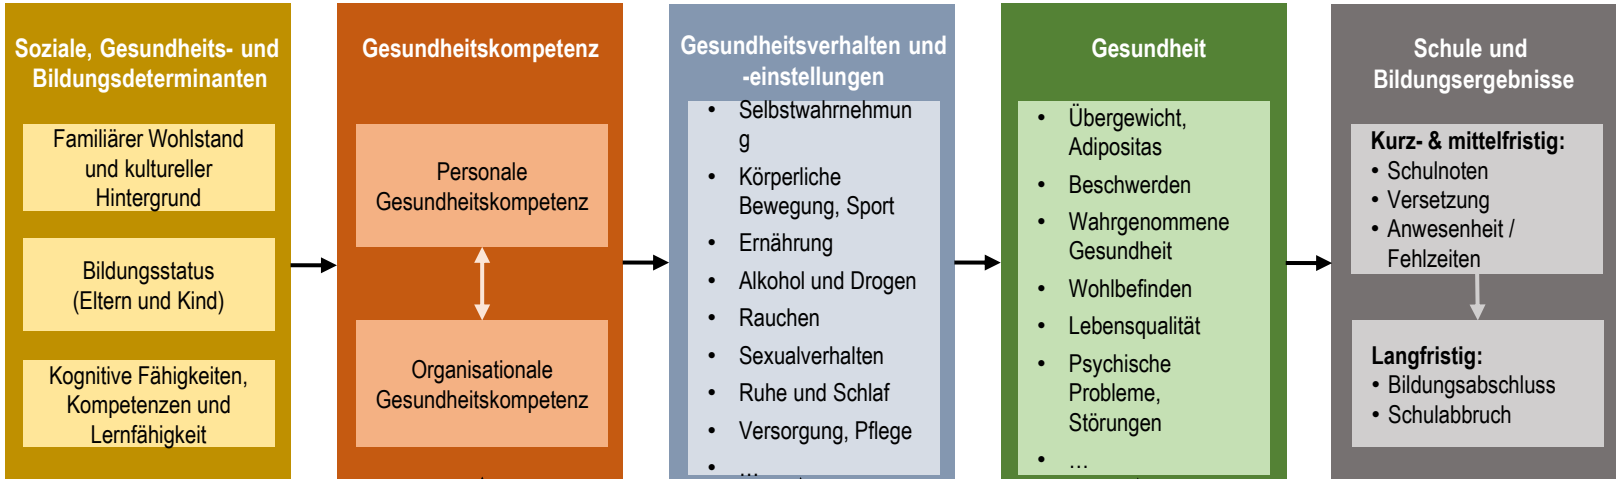 Soziale, Gesundheits- und
Bildungsdeterminanten
Familiärer Wohlstand
und kultureller
Hintergrund
Bildungsstatus
(Eltern und Kind)
Kognitive Fähigkeiten,
Kompetenzen und
Lernfähigkeit
Gesundheitskompetenz
Personale
Gesundheitskompetenz
Organisationale
Gesundheitskompetenz
Gesundheitsverhalten und
-einstellungen
• Selbstwahrnehmun
g
• Körperliche
Bewegung, Sport
• Ernährung
• Alkohol und Drogen
• Rauchen
• Sexualverhalten
• Ruhe und Schlaf
• Versorgung, Pflege
• …
Gesundheit
• Übergewicht,
Adipositas
• Beschwerden
• Wahrgenommene
Gesundheit
• Wohlbefinden
• Lebensqualität
• Psychische
Probleme,
Störungen
• …
Schule und
Bildungsergebnisse
Kurz- & mittelfristig:
• Schulnoten
• Versetzung
• Anwesenheit /
Fehlzeiten
Langfristig:
• Bildungsabschluss
• Schulabbruch